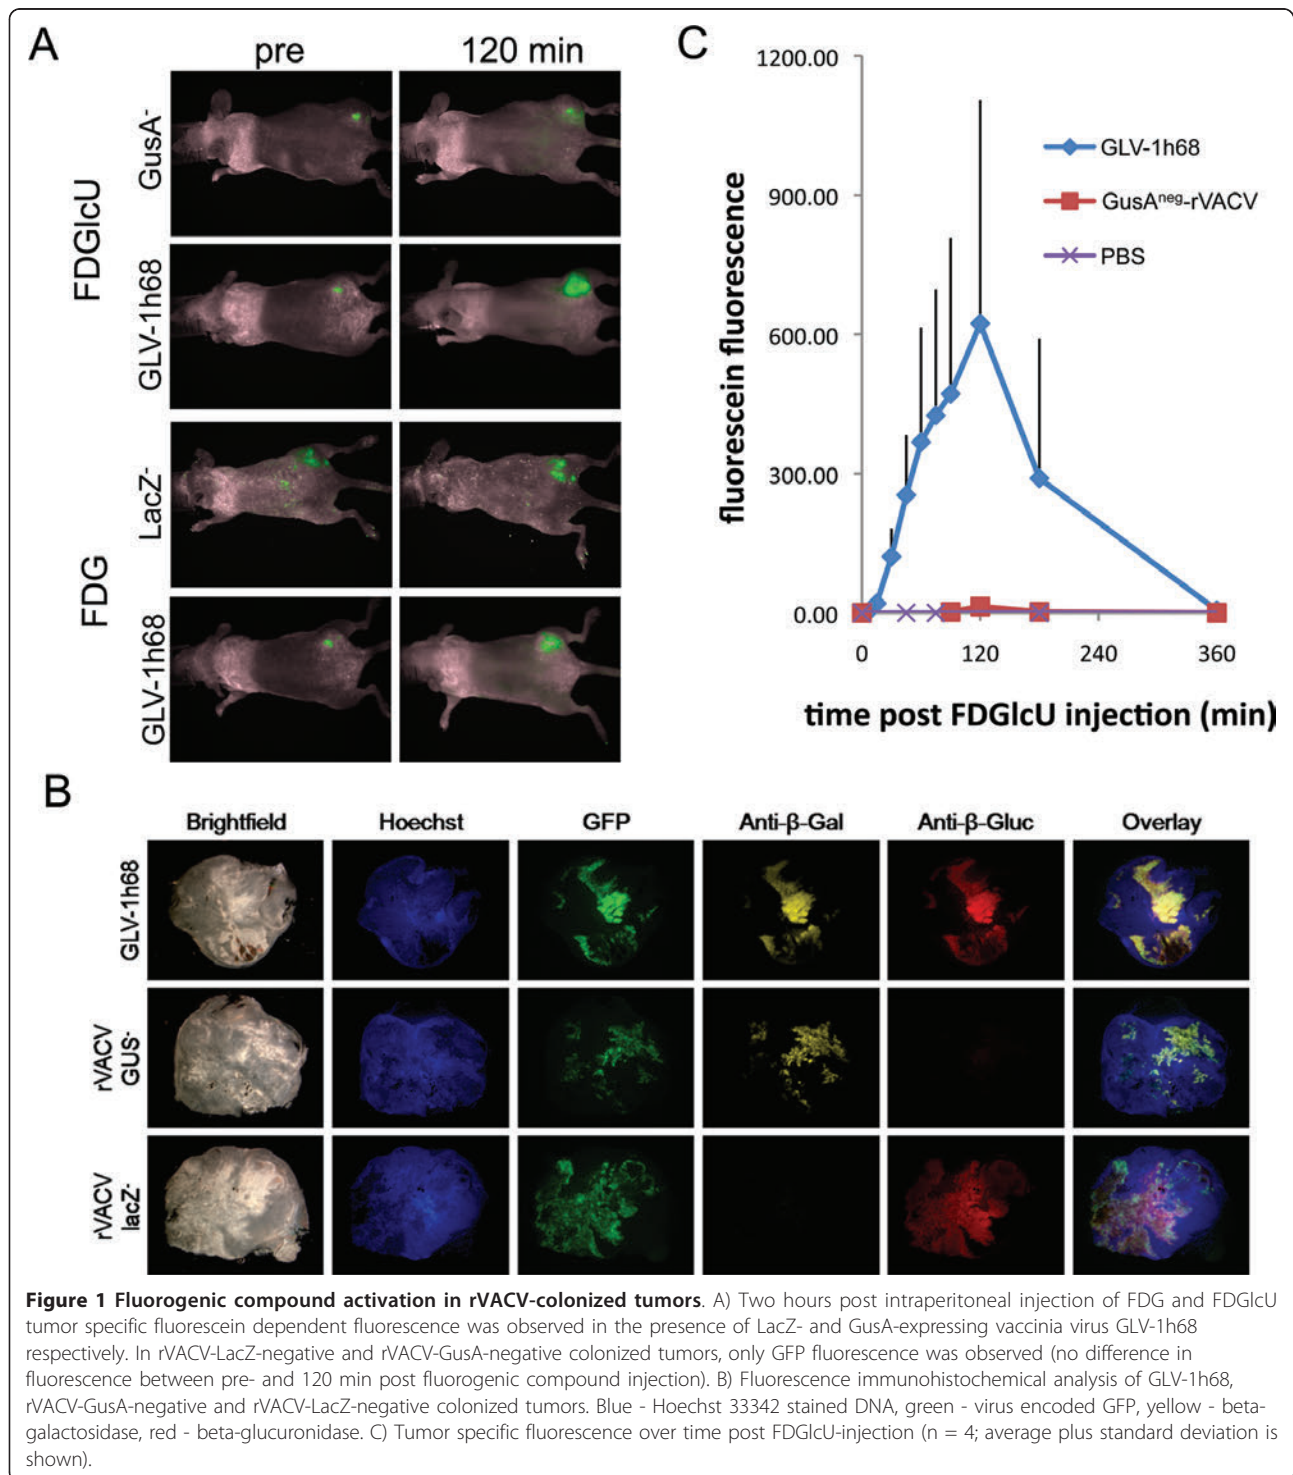 A
pre
120 min
FDGlcU
GusA-
GLV-1h68
FDG
LacZ-
GLV-1h68
C
fluorescein fluorescence
1200.00
900.00
600.00
300.00
0.00
0
120
240
360
time post FDGlcU injection (min)
GLV-1h68
GusAneg-rVACV
PBS
B
Brightfield
Hoechst
GFP
Anti-β-Gal
Anti-β-Gluc
Overlay
GLV-1h68
rVACV
GUS-
rVACV
lacZ-
Figure 1 Fluorogenic compound activation in rVACV-colonized tumors. A) Two hours post intraperitoneal injection of FDG and FDGlcU
tumor specific fluorescein dependent fluorescence was observed in the presence of LacZ- and GusA-expressing vaccinia virus GLV-1h68
respectively. In rVACV-LacZ-negative and rVACV-GusA-negative colonized tumors, only GFP fluorescence was observed (no difference in
fluorescence between pre- and 120 min post fluorogenic compound injection). B) Fluorescence immunohistochemical analysis of GLV-1h68,
rVACV-GusA-negative and rVACV-LacZ-negative colonized tumors. Blue - Hoechst 33342 stained DNA, green - virus encoded GFP, yellow - beta-
galactosidase, red - beta-glucuronidase. C) Tumor specific fluorescence over time post FDGlcU-injection (n = 4; average plus standard deviation is
shown).